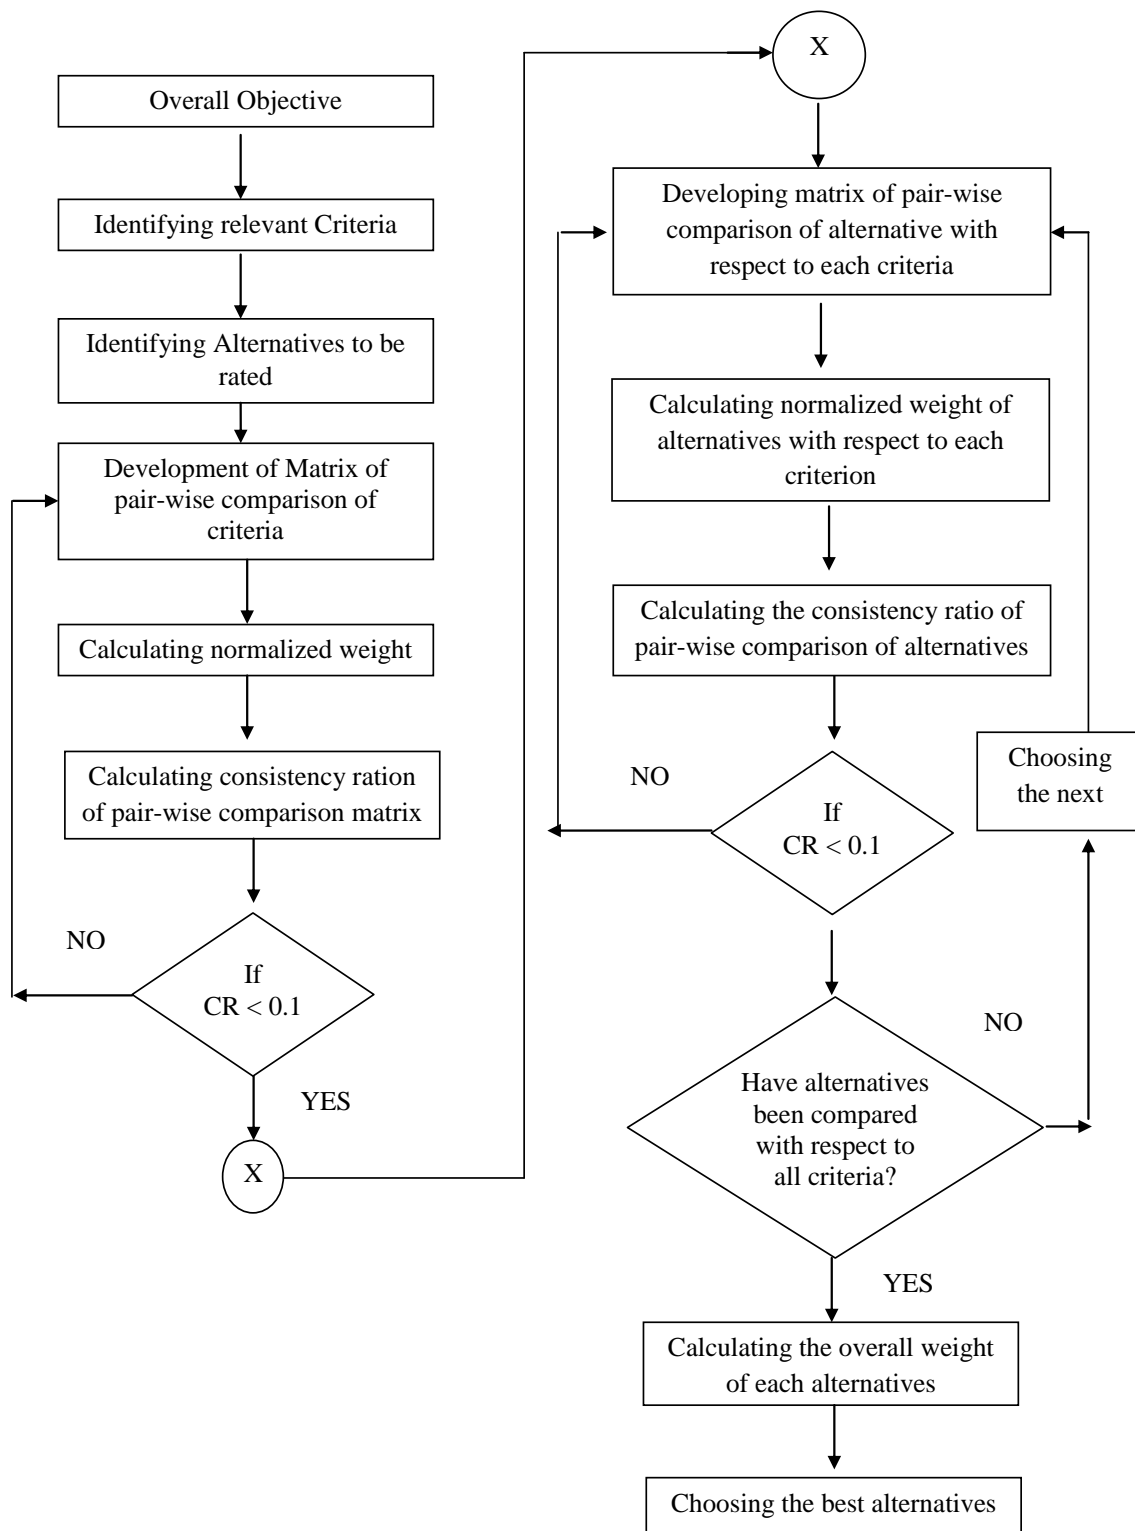 Overall Objective
Identifying relevant Criteria
Identifying Alternatives to be
rated
Development of Matrix of
pair-wise comparison of
criteria
Calculating normalized weight
Calculating consistency ration
of pair-wise comparison matrix
NO
If
CR < 0.1
YES
X
X
Developing matrix of pair-wise
comparison of alternative with
respect to each criteria
Calculating normalized weight of
alternatives with respect to each
criterion
Calculating the consistency ratio of
pair-wise comparison of alternatives
NO
If
CR < 0.1
Choosing
the next
NO
Have alternatives
been compared
with respect to
all criteria?
YES
Calculating the overall weight
of each alternatives
Choosing the best alternatives